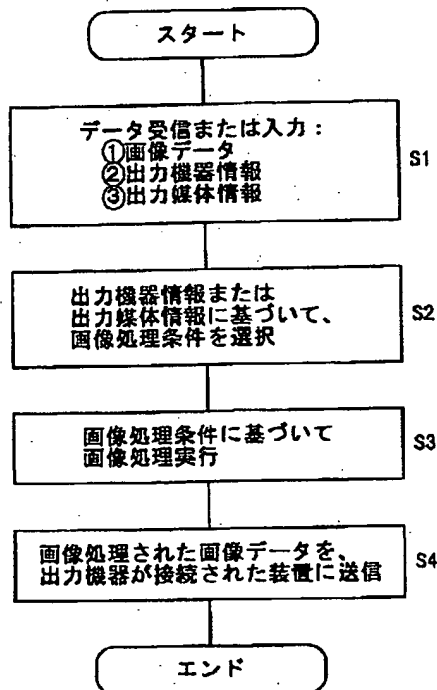 スタート
データ受信または入力：
①画像データ
②出力機器情報
③出力媒体情報
S1
出力機器情報または
出力媒体情報に基づいて、
画像処理条件を選択
S2
画像処理条件に基づいて
画像処理実行
S3
画像処理された画像データを、
出力機器が接続された装置に送信
S4
エンド